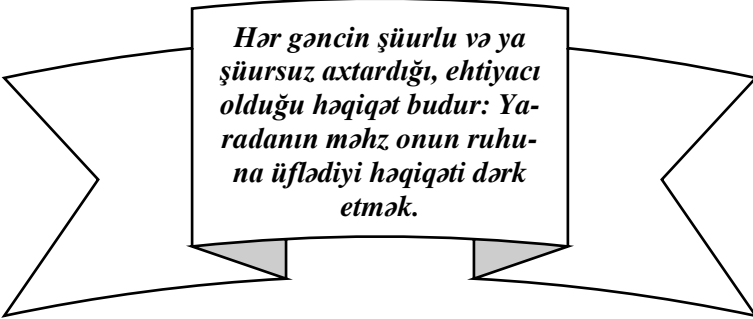 Hər gəncin şüurlu və ya
şüursuz axtardığı, ehtiyacı
olduğu həqiqət budur: Ya-
radanın məhz onun ruhu-
na üflədiyi həqiqəti dərk
etmək.